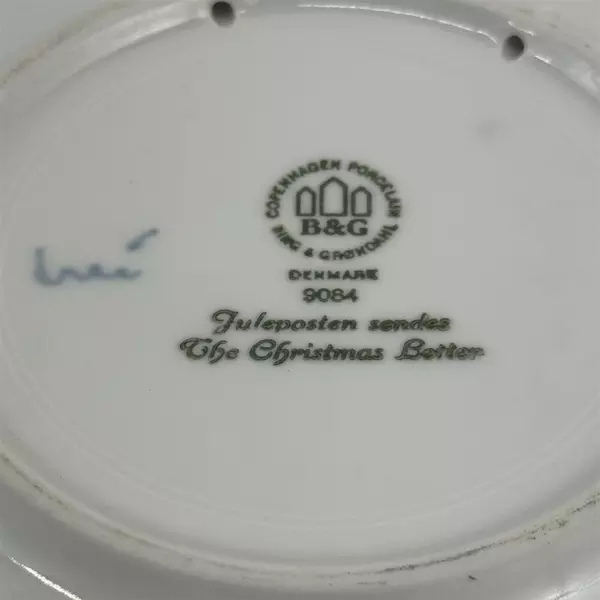 COPENHAGEN PORCELAIN
B&G
BING & GRØNDAHL
DENMARK
9084
Juleposten sendes
The Christmas Letter